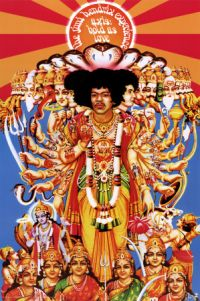 the jimi hendrix experience
axis:
bold as
love